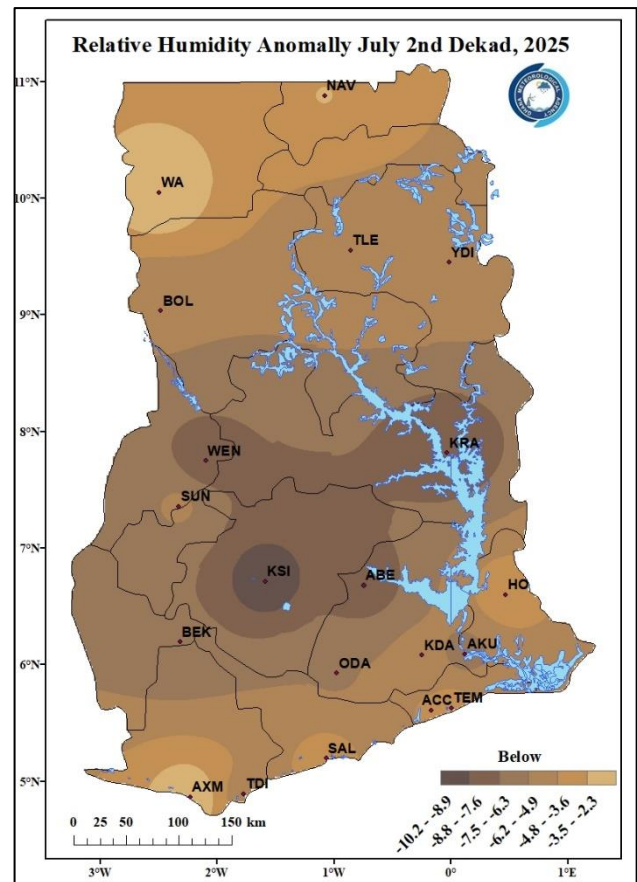 Relative Humidity Anomally July 2nd Dekad, 2025
11°N
NAV
WA
10°N
TLE
YDI
BOL
9°N
8°N
WEN
KRA
SUN
7°N
KSI
ABE
HO
BEK
6°N
KDA
AKU
ODA
ACC
TEM
SAL
Below
5°N
AXM
TDI
-10.2 - -8.9
-8.8 - -7.6
-7.5 - -6.3
-6.2 - -4.9
-4.8 - -3.6
-3.5 - -2.3
0 25 50 100 150 km
3°W 2°W 1°W 0° 1°E